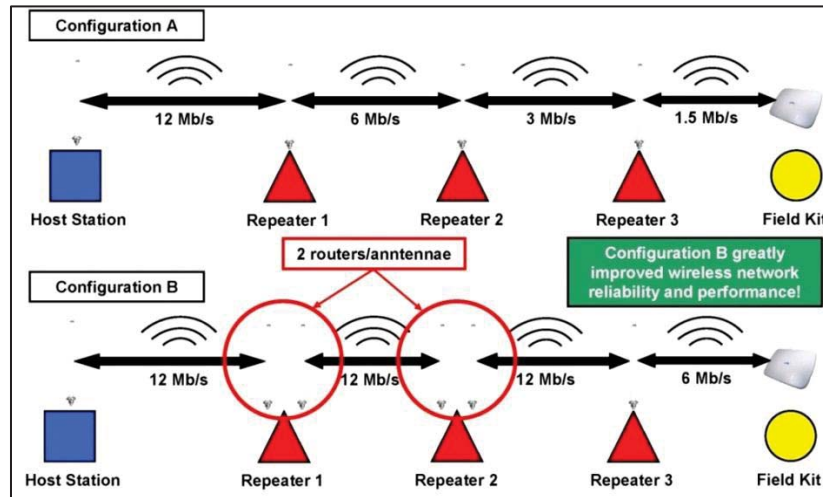 Configuration A
12 Mb/s
6 Mb/s
3 Mb/s
1.5 Mb/s
Host Station
Repeater 1
Repeater 2
Repeater 3
Field Kit
2 routers/anntennae
Configuration B greatly
improved wireless network
reliability and performance!
Configuration B
12 Mb/s
12 Mb/s
12 Mb/s
6 Mb/s
Host Station
Repeater 1
Repeater 2
Repeater 3
Field Kit